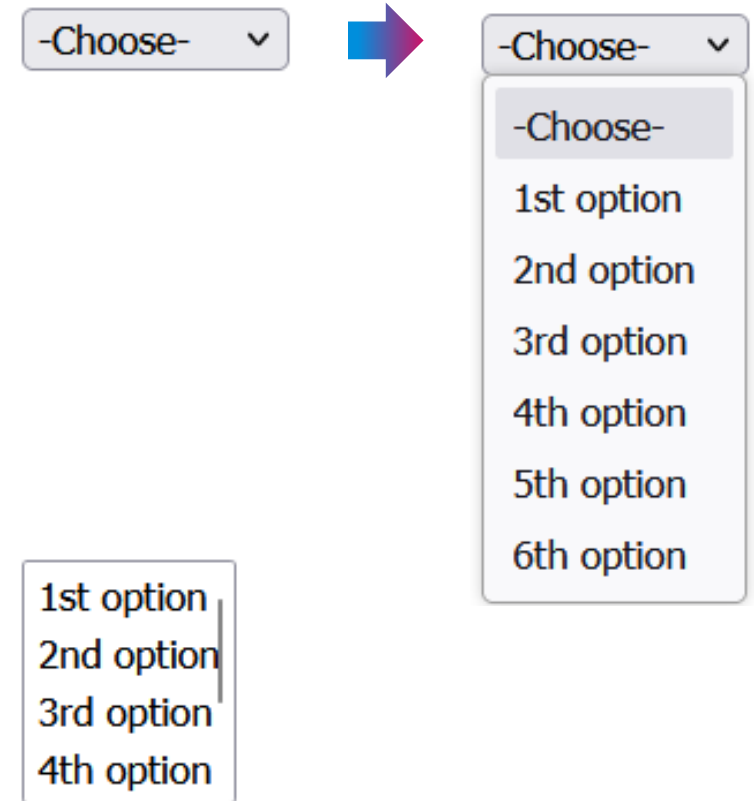 -Choose-
-Choose-
-Choose-
1st option
2nd option
3rd option
4th option
5th option
6th option
1st option
2nd option
3rd option
4th option